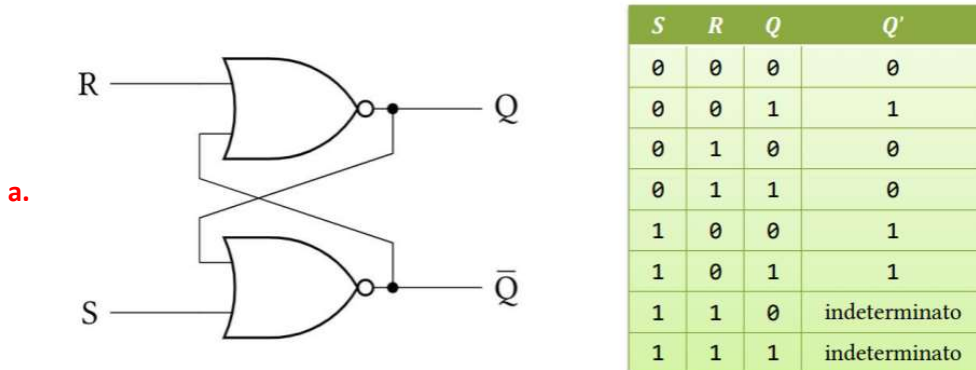 a.
R
Q
S
Q̅
S R Q Q'
0 0 0 0
0 0 1 1
0 1 0 0
0 1 1 0
1 0 0 1
1 0 1 1
1 1 0 indeterminato
1 1 1 indeterminato